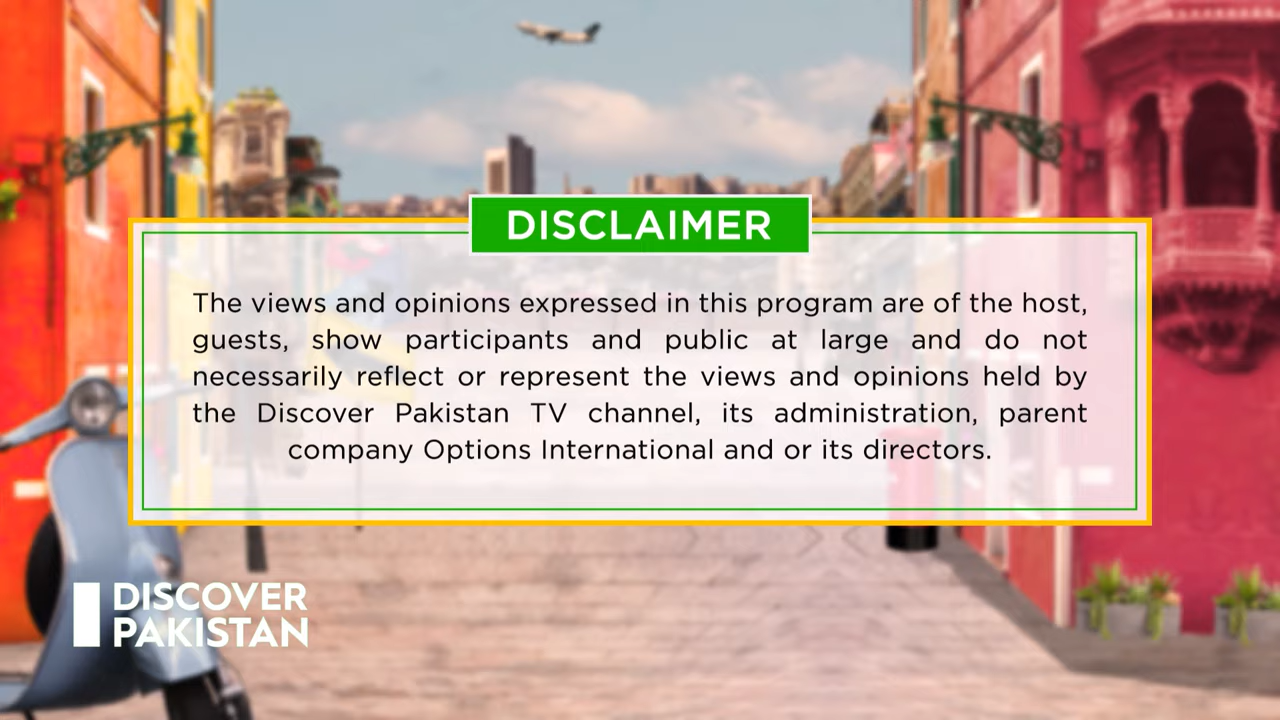 DISCLAIMER
The views and opinions expressed in this program are of the host,
guests, show participants and public at large and do not
necessarily reflect or represent the views and opinions held by
the Discover Pakistan TV channel, its administration, parent
company Options International and or its directors.
DISCOVER
PAKISTAN